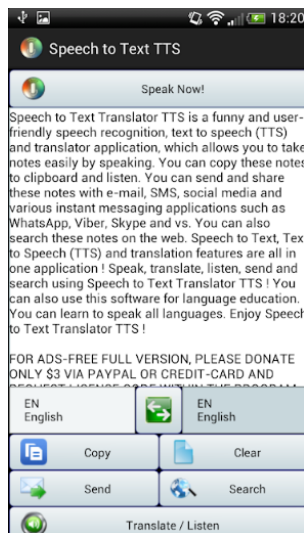 18:20
Speech to Text TTS
Speak Now!
Speech to Text Translator TTS is a funny and user-
friendly speech recognition, text to speech (TTS)
and translator application, which allows you to take
notes easily by speaking. You can copy these notes
to clipboard and listen. You can send and share
these notes with e-mail, SMS, social media and
various instant messaging applications such as
WhatsApp, Viber, Skype and vs. You can also
search these notes on the web. Speech to Text, Tex
to Speech (TTS) and translation features are all in
one application ! Speak, translate, listen, send and
search using Speech to Text Translator TTS ! You
can also use this software for language education.
You can learn to speak all languages. Enjoy Speech
to Text Translator TTS !
FOR ADS-FREE FULL VERSION, PLEASE DONATE
ONLY $3 VIA PAYPAL OR CREDIT-CARD AND
REQUEST LICENSE CODE WITHIN THE PROGRAM
EN
English
EN
English
Copy
Clear
Send
Search
Translate / Listen